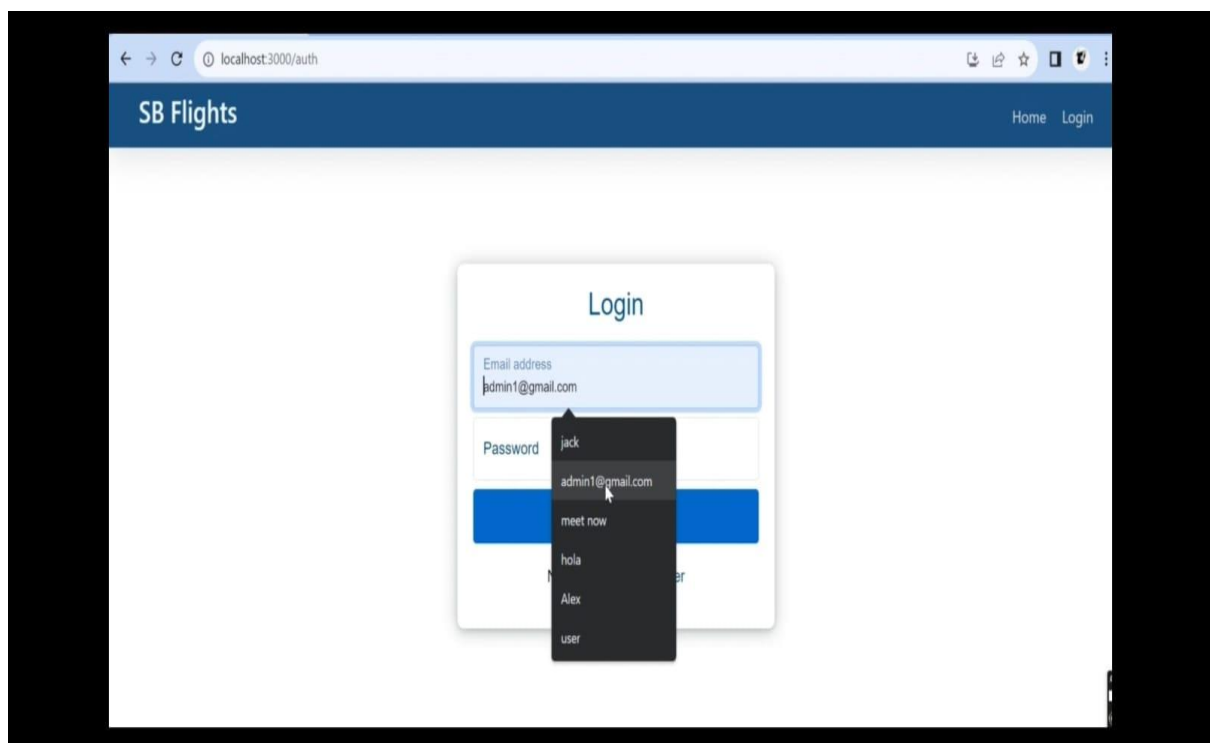 localhost:3000/auth
SB Flights
Home Login
Login
Email address
admin1@gmail.com
Password
jack
admin1@gmail.com
meet now
hola
Alex
user